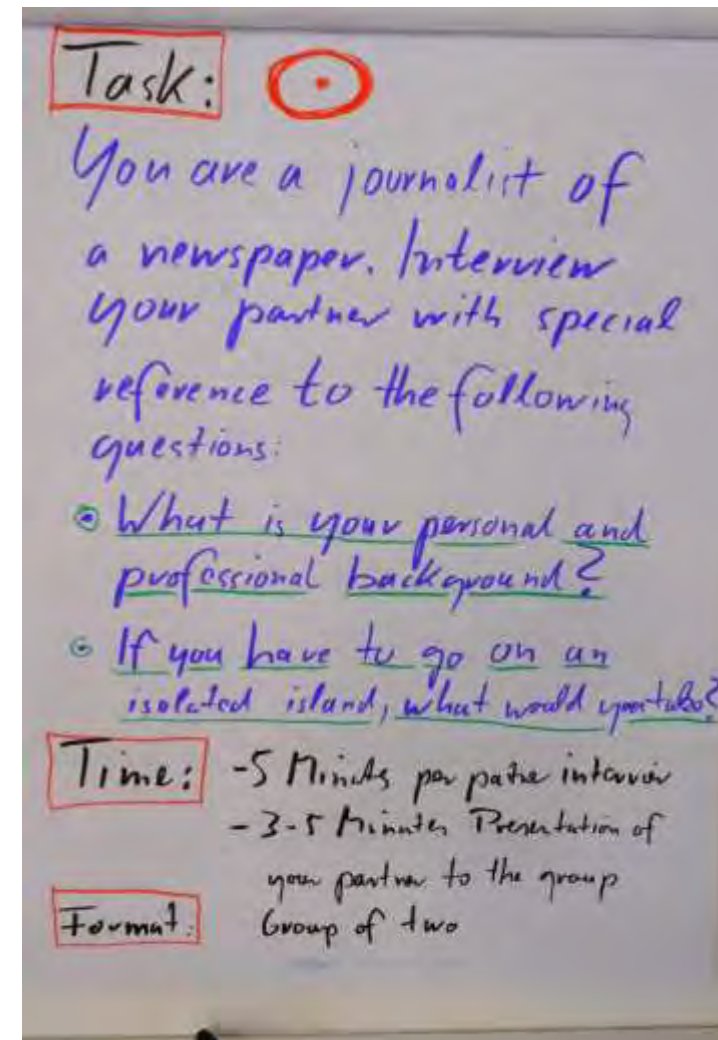 Task:
You are a journalist of
a newspaper. Interview
your partner with special
reference to the following
questions:
What is your personal and
professional background?
If you have to go on an
isolated island, what would you take?
Time: -5 Minutes per interview
-3-5 Minutes Presentation of
your partner to the group
Format: Group of two